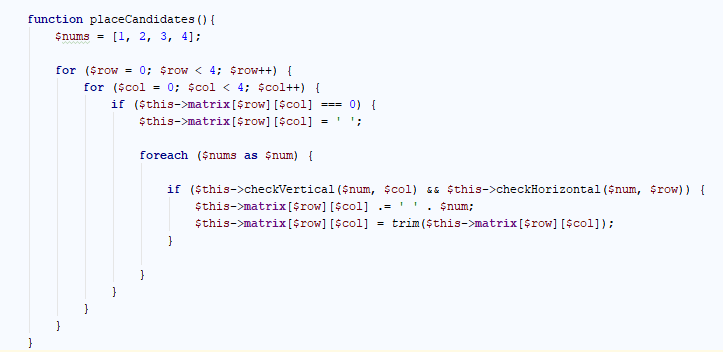 function placeCandidates(){
$nums = [1, 2, 3, 4];
for ($row = 0; $row < 4; $row++) {
for ($col = 0; $col < 4; $col++) {
if ($this->matrix[$row][$col] === 0) {
$this->matrix[$row][$col] = ' ';
foreach ($nums as $num) {
if ($this->checkVertical($num, $col) && $this->checkHorizontal($num, $row)) {
$this->matrix[$row][$col] .= ' ' . $num;
$this->matrix[$row][$col] = trim($this->matrix[$row][$col]);
}
}
}
}
}
}